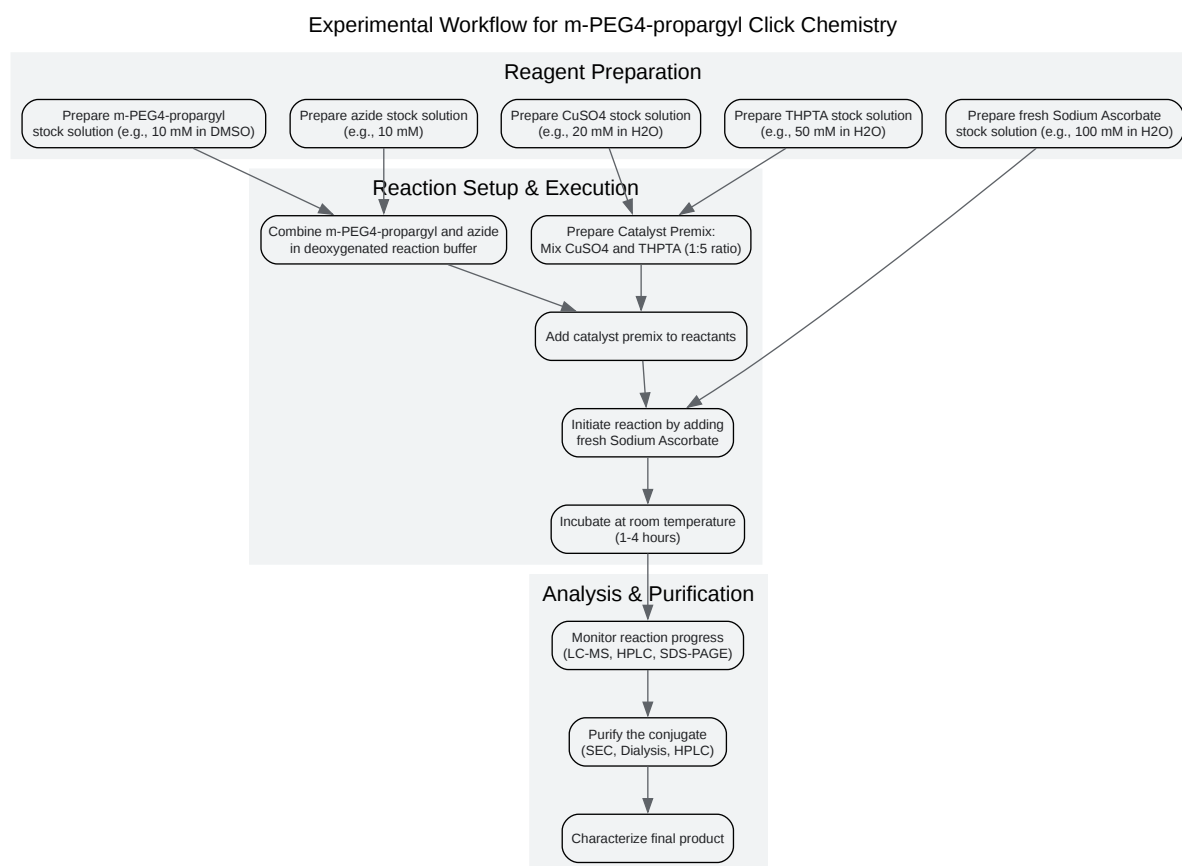 Experimental Workflow for m-PEG4-propargyl Click Chemistry
Reagent Preparation
Prepare m-PEG4-propargyl
stock solution (e.g., 10 mM in DMSO)
Prepare azide stock solution
(e.g., 10 mM)
Prepare CuSO4 stock solution
(e.g., 20 mM in H2O)
Prepare THPTA stock solution
(e.g., 50 mM in H2O)
Prepare fresh Sodium Ascorbate
stock solution (e.g., 100 mM in H2O)
Reaction Setup & Execution
Combine m-PEG4-propargyl and azide
in deoxygenated reaction buffer
Prepare Catalyst Premix:
Mix CuSO4 and THPTA (1:5 ratio)
Add catalyst premix to reactants
Initiate reaction by adding
fresh Sodium Ascorbate
Incubate at room temperature
(1-4 hours)
Analysis & Purification
Monitor reaction progress
(LC-MS, HPLC, SDS-PAGE)
Purify the conjugate
(SEC, Dialysis, HPLC)
Characterize final product